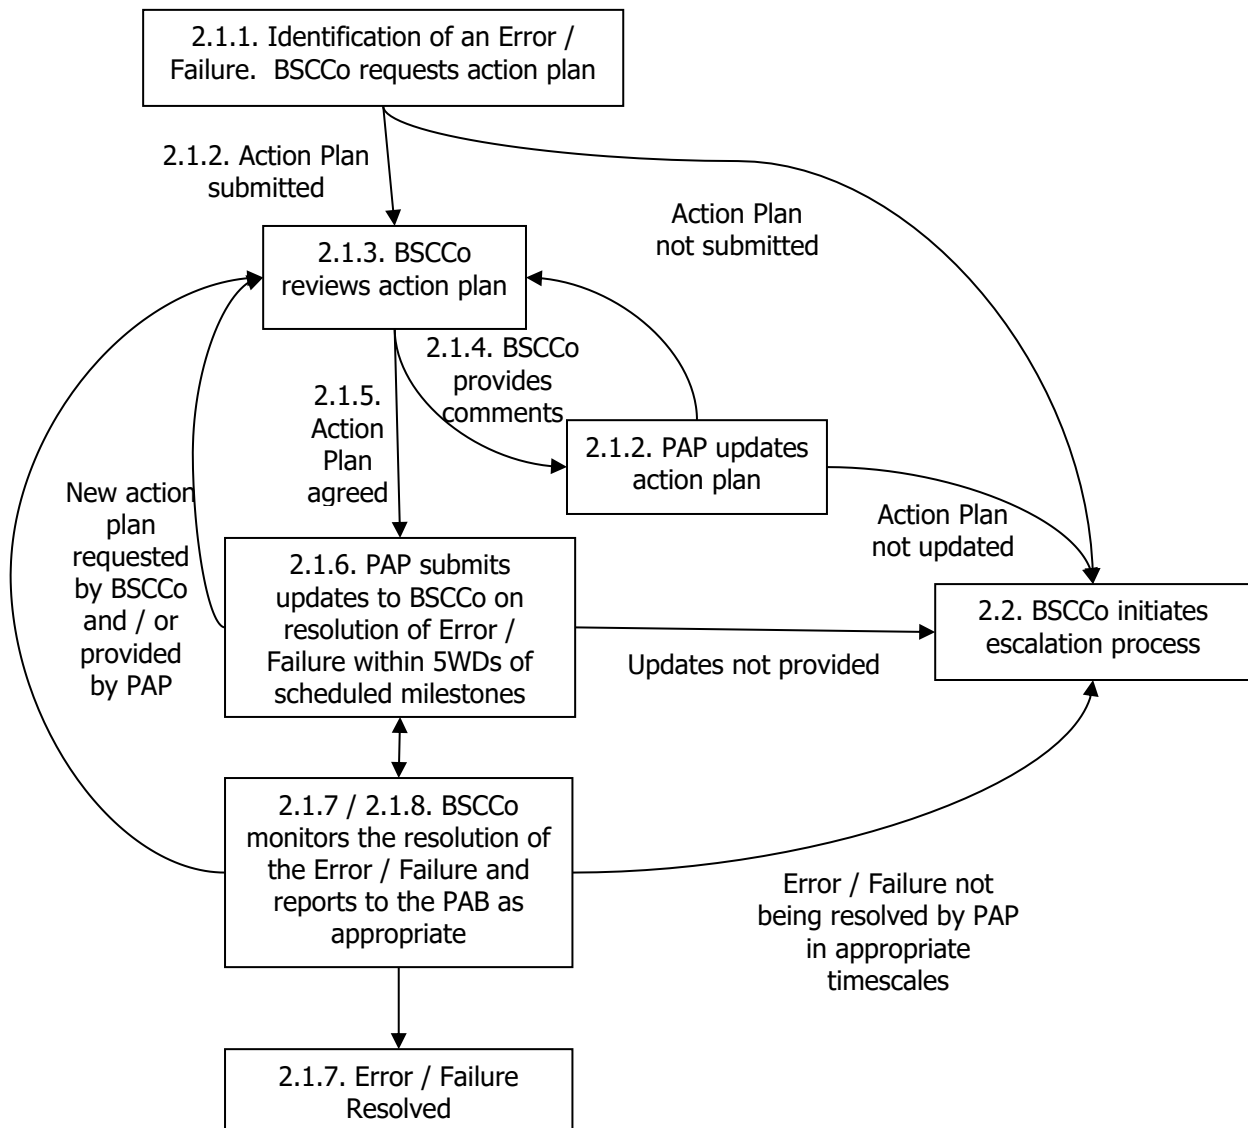 2.1.1. Identification of an Error /
Failure.  BSCCo requests action plan
2.1.2. Action Plan
submitted
Action Plan
not submitted
2.1.3. BSCCo
reviews action plan
2.1.4. BSCCo
provides
comments
2.1.5.
Action
Plan
agreed
2.1.2. PAP updates
action plan
New action
plan
requested
by BSCCo
and / or
provided
by PAP
Action Plan
not updated
2.1.6. PAP submits
updates to BSCCo on
resolution of Error /
Failure within 5WDs of
scheduled milestones
2.2. BSCCo initiates
escalation process
Updates not provided
2.1.7 / 2.1.8. BSCCo
monitors the resolution of
the Error / Failure and
reports to the PAB as
appropriate
Error / Failure not
being resolved by PAP
in appropriate
timescales
2.1.7. Error / Failure
Resolved